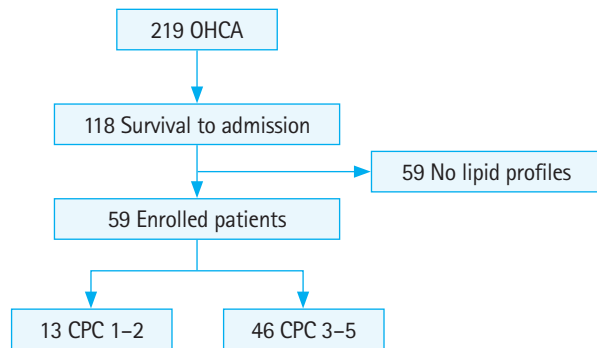 219 OHCA
118 Survival to admission
59 No lipid profiles
59 Enrolled patients
13 CPC 1–2
46 CPC 3–5